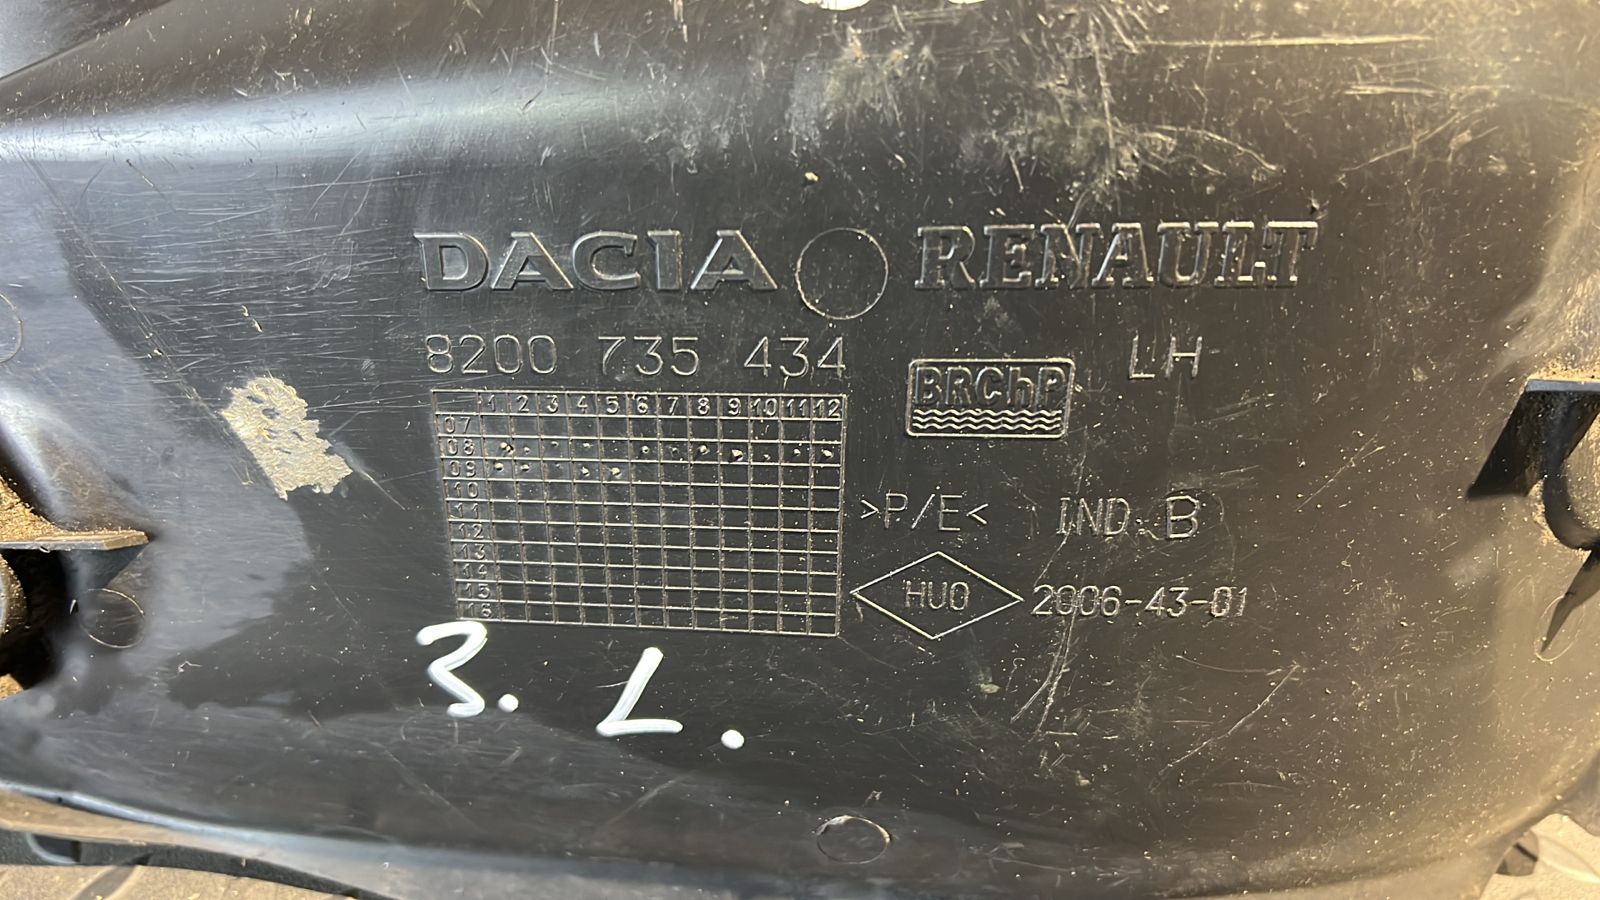 DACIA RENAULT
8200 735 434 LH
BRChP
1 2 3 4 5 6 7 8 9 10 11 12
07
08
09
10
11
12
13
14
15
16
>P/E< IND. B
HUO 2006-43-01
3. L.